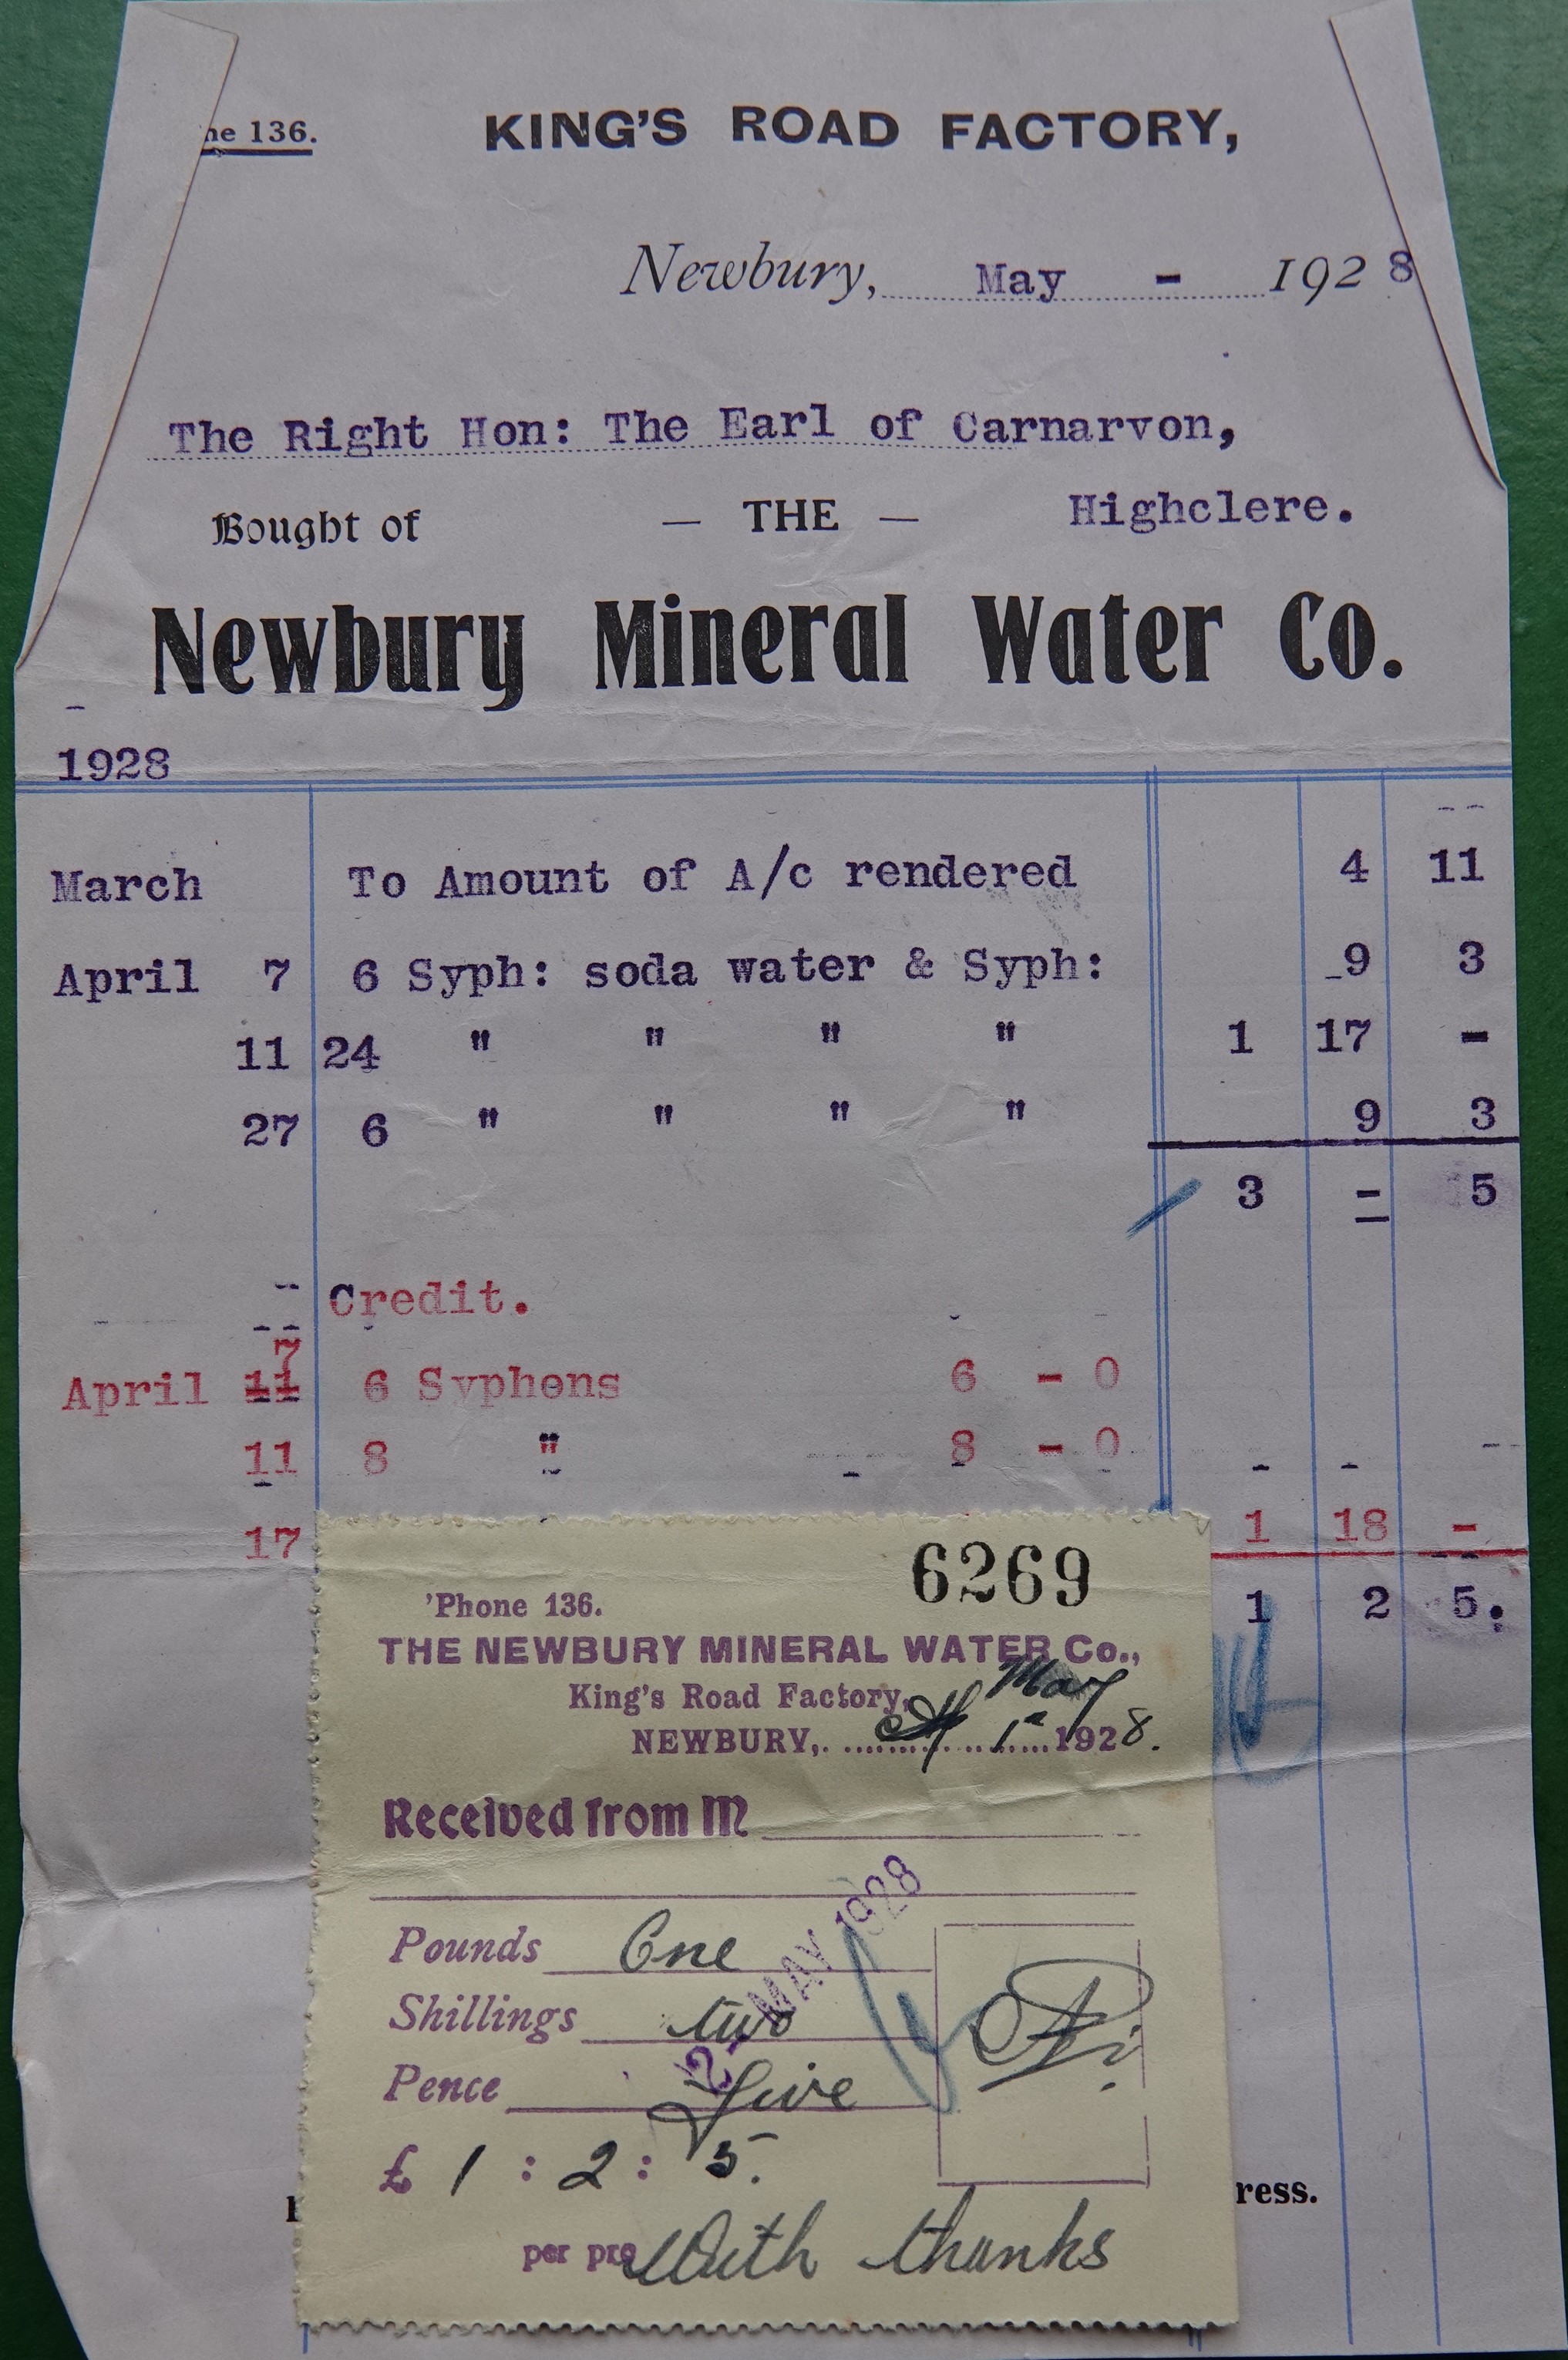 ne 136.
KING'S ROAD FACTORY,
Newbury, May - 1928
The Right Hon: The Earl of Carnarvon,
Highclere.
Bought of — THE —
Newbury Mineral Water Co.
1928
March To Amount of A/c rendered 4 11
April 7 6 Syph: soda water & Syph: 9 3
11 24 " " " " 1 17 -
27 6 " " " " 9 3
3 - 5
Credit.
7
April 11 6 Syphons 6 - 0
11 8 " 8 - 0
17 1 18 -
1 2 5.
6269
'Phone 136.
THE NEWBURY MINERAL WATER Co.,
King's Road Factory,
May
NEWBURY, 1st 1928.
Received from M
Pounds One
Shillings two
Pence five
2 - MAY 1928
£ 1 : 2 : 5.
per pro With thanks
ress.